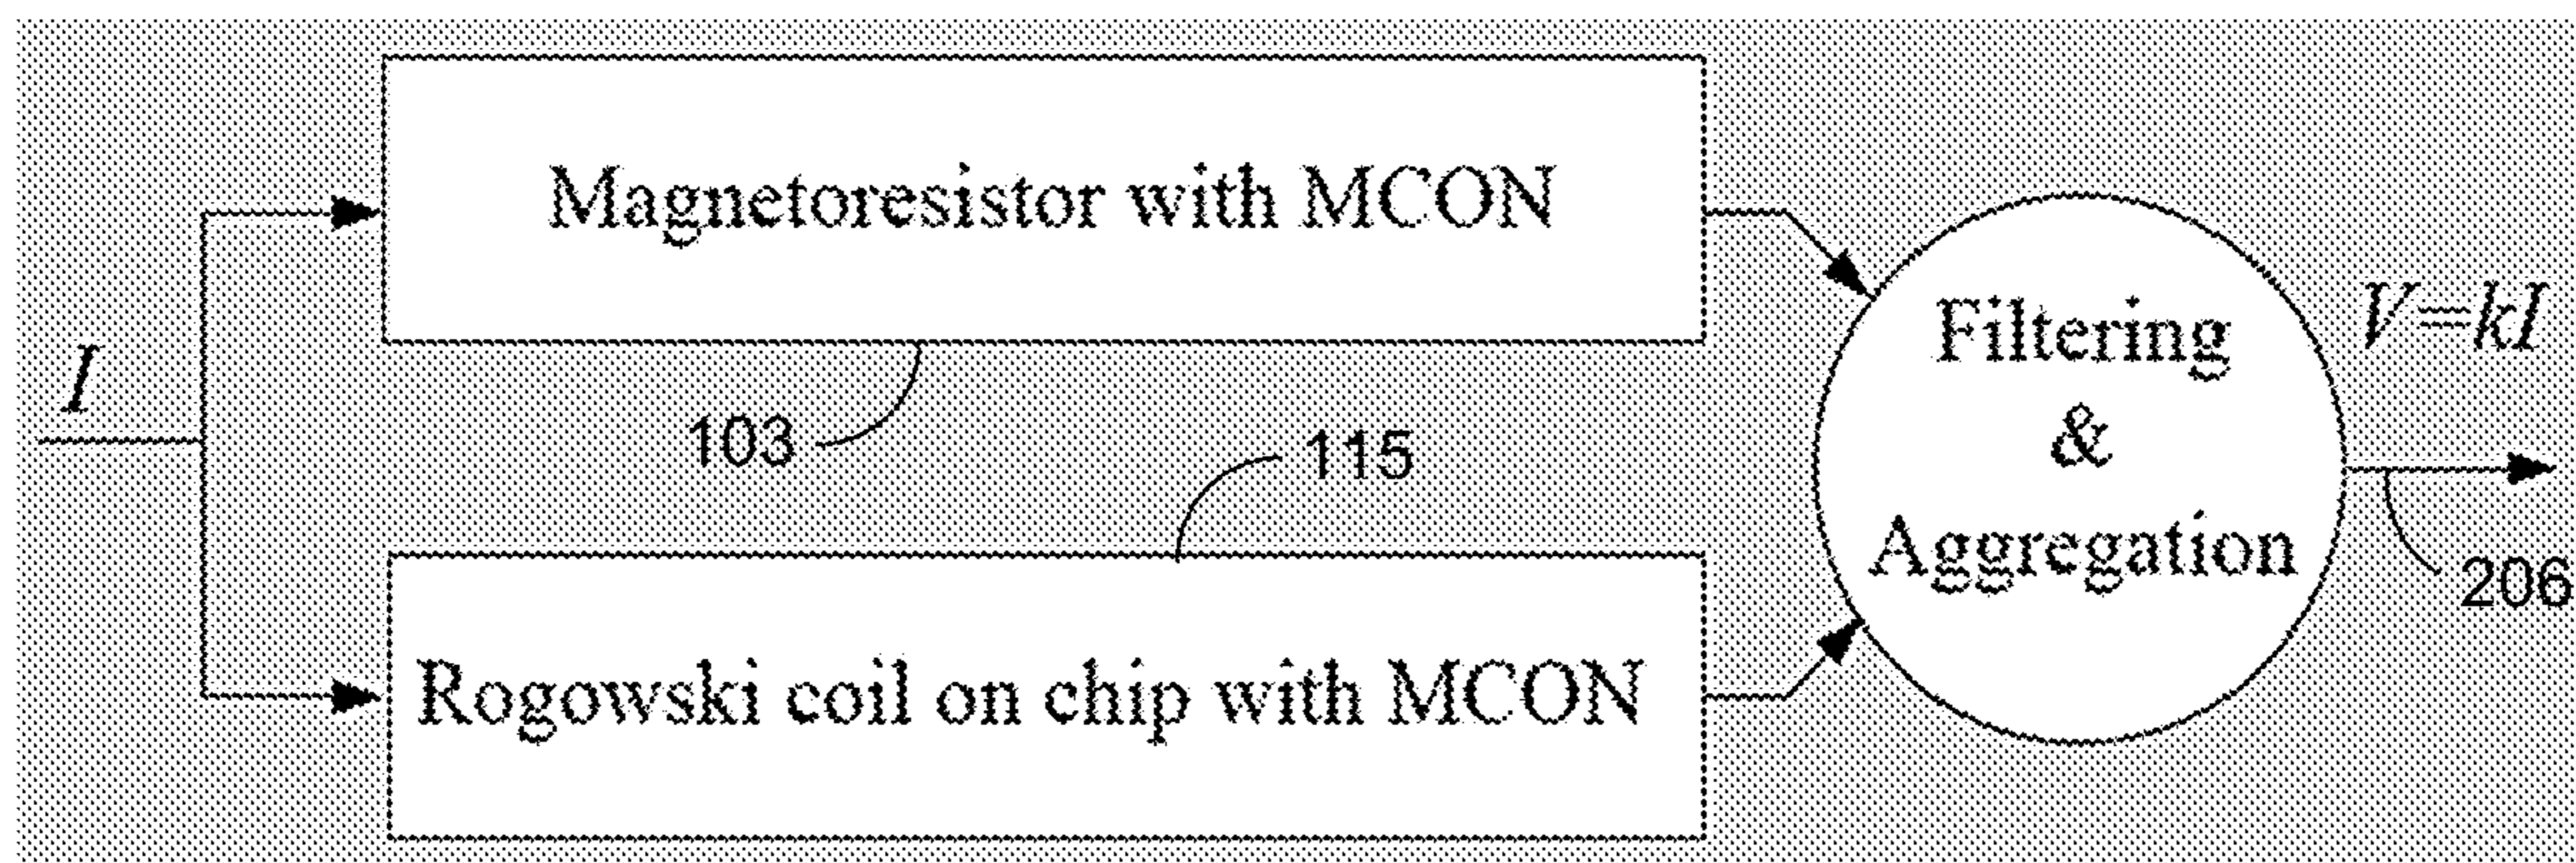 Magnetoresistor with MCON
I
103
115
Rogowski coil on chip with MCON
Filtering
&
Aggregation
V=kI
206